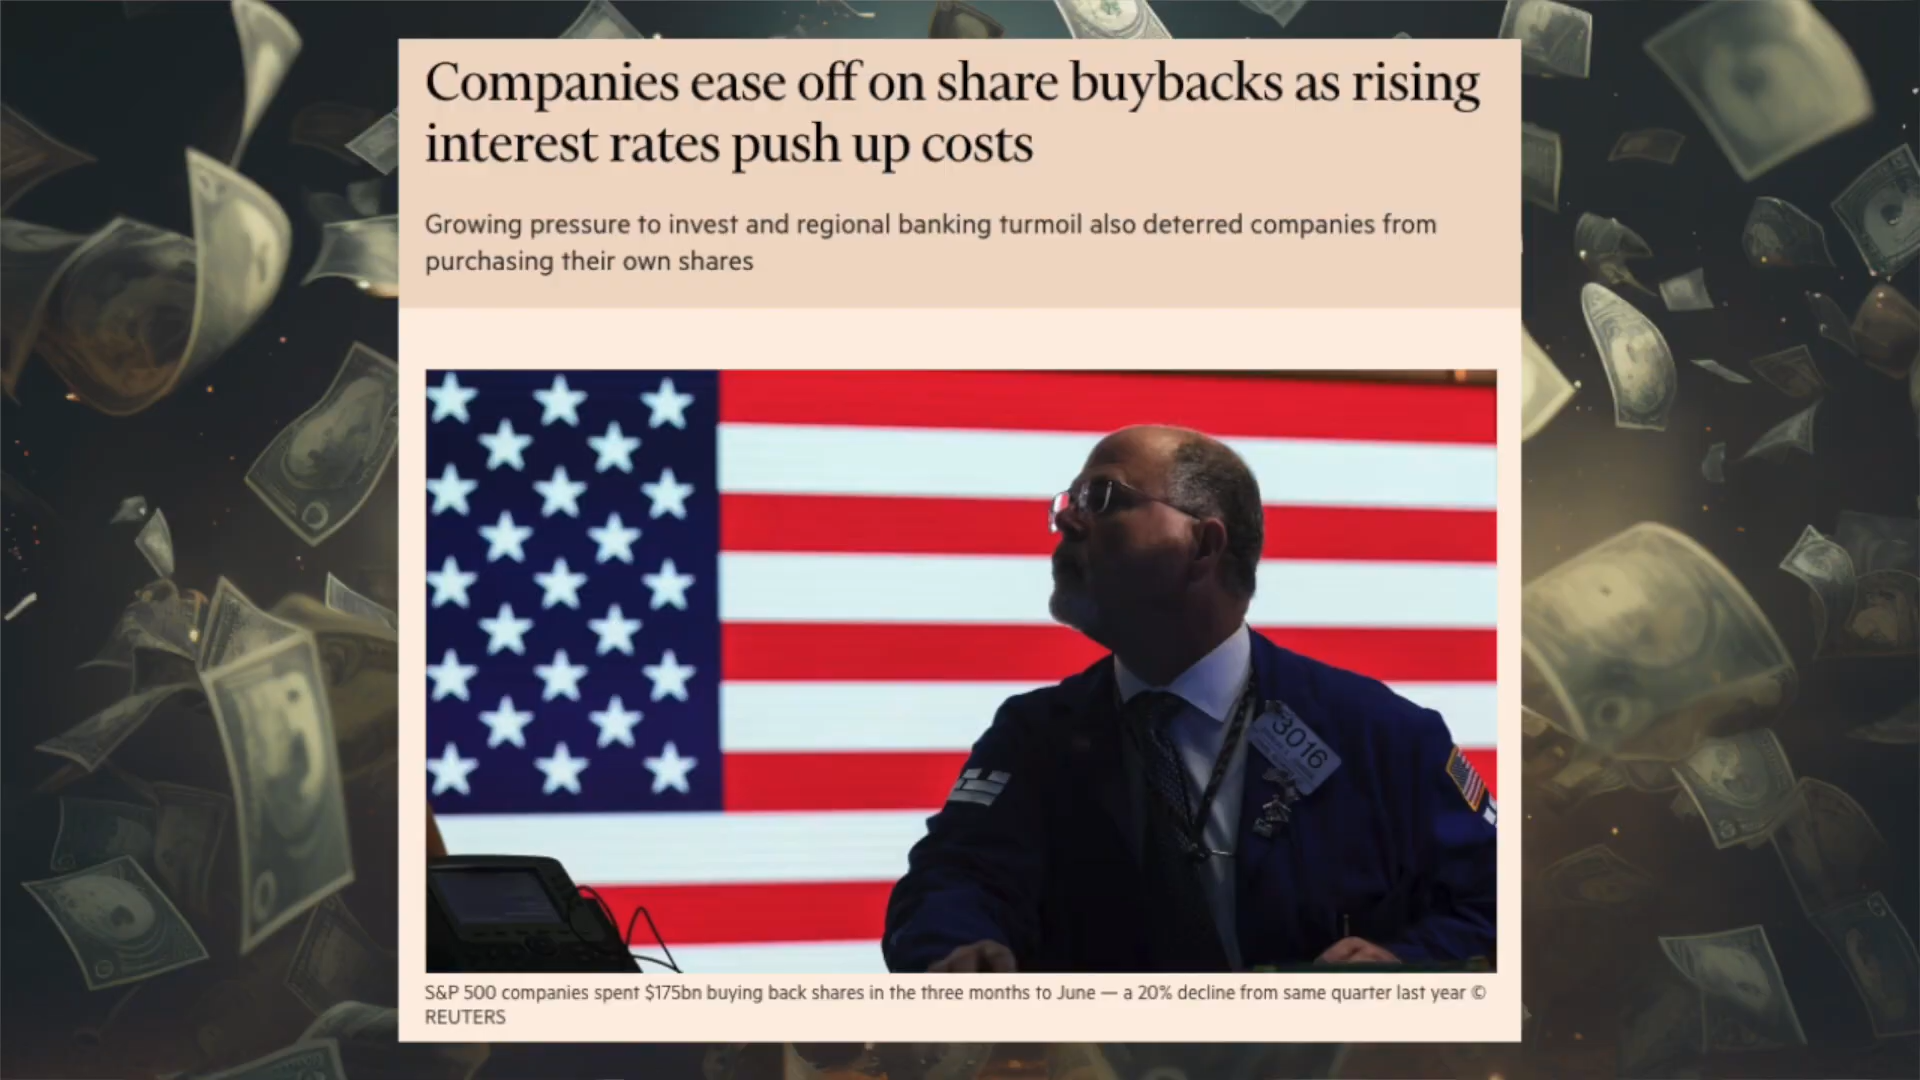 Companies ease off on share buybacks as rising
interest rates push up costs
Growing pressure to invest and regional banking turmoil also deterred companies from
purchasing their own shares
3016
S&P 500 companies spent $175bn buying back shares in the three months to June — a 20% decline from same quarter last year ©
REUTERS